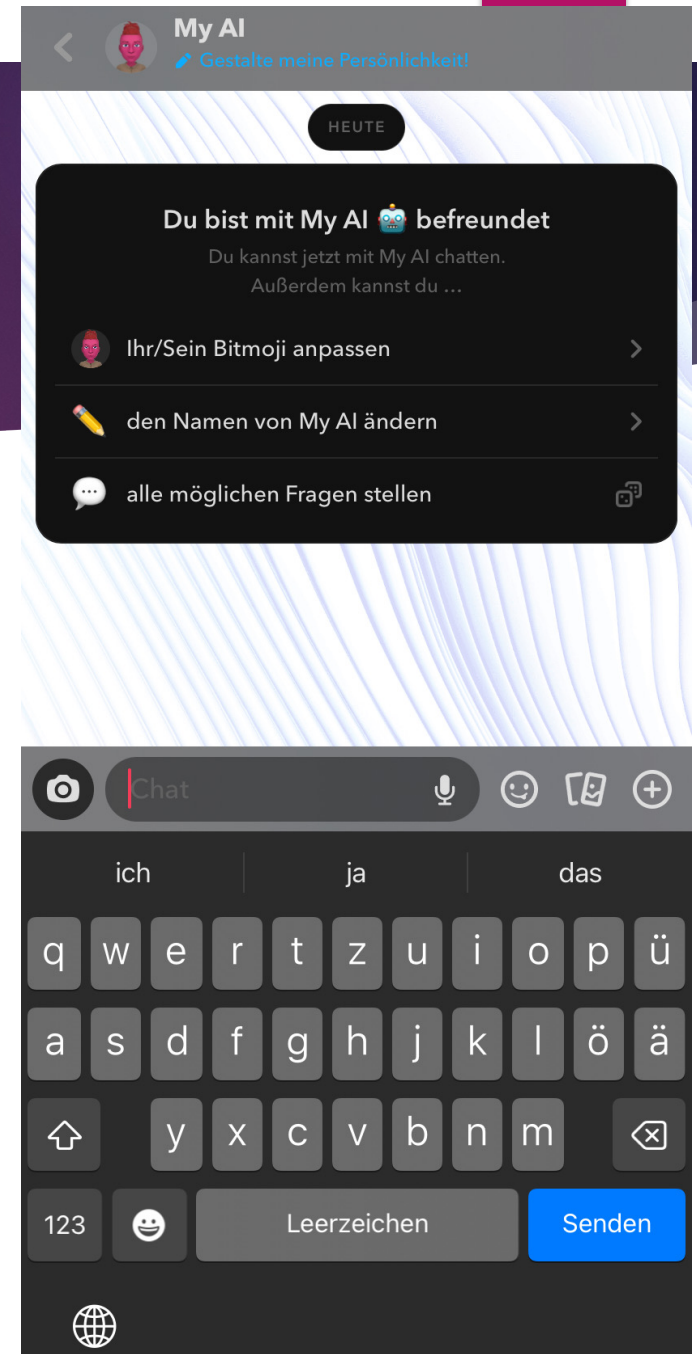 My AI
Gestalte meine Persönlichkeit!
HEUTE
Du bist mit My AI 🤖 befreundet
Du kannst jetzt mit My AI chatten.
Außerdem kannst du …
Ihr/Sein Bitmoji anpassen
den Namen von My AI ändern
alle möglichen Fragen stellen
Chat
ich ja das
q w e r t z u i o p ü
a s d f g h j k l ö ä
y x c v b n m
123 Leerzeichen Senden